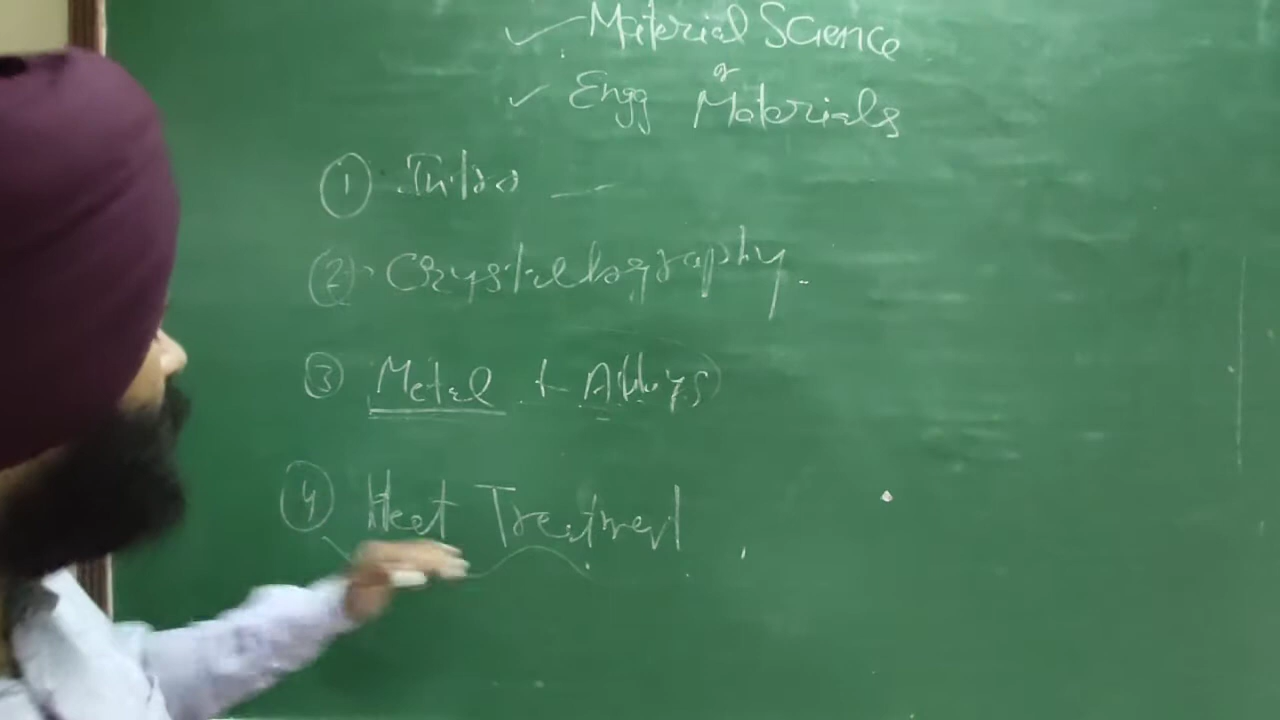 ✓ Material Science
or
✓ Engg Materials
① Intro —
② Crystallography.
③ Metal + Alloys
④ Heat Treatment